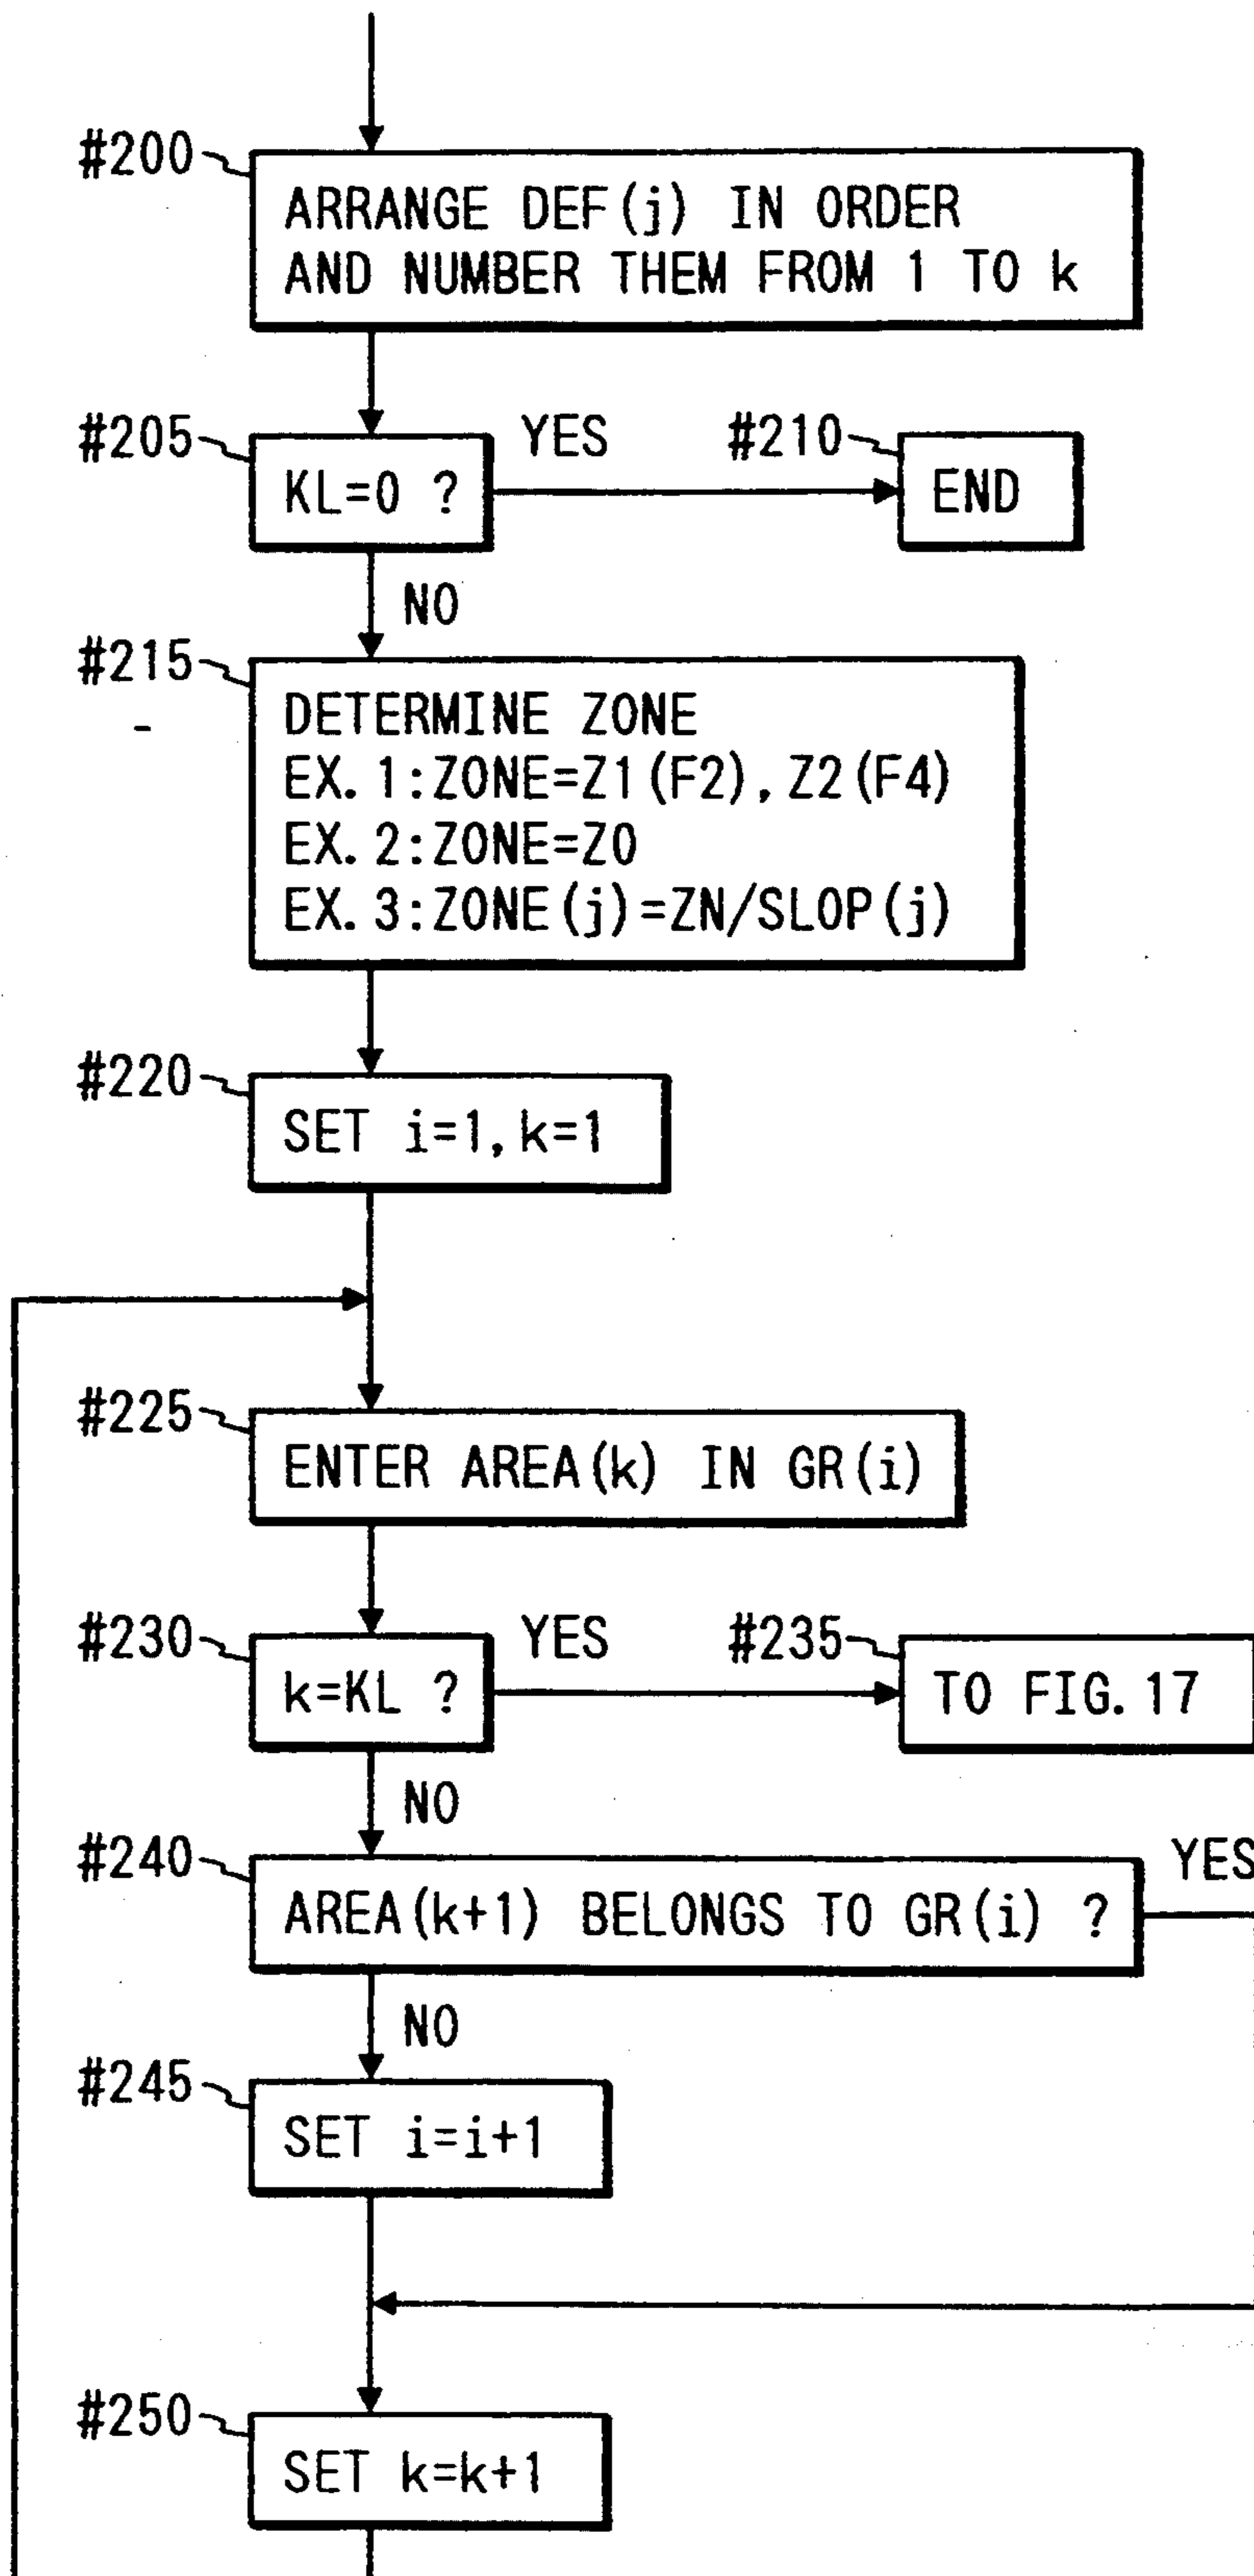 #200
ARRANGE DEF(j) IN ORDER
AND NUMBER THEM FROM 1 TO k
#205
KL=0 ?
YES
#210
END
NO
#215
DETERMINE ZONE
EX.1:ZONE=Z1(F2),Z2(F4)
EX.2:ZONE=Z0
EX.3:ZONE(j)=ZN/SLOP(j)
#220
SET i=1,k=1
#225
ENTER AREA(k) IN GR(i)
#230
k=KL ?
YES
#235
TO FIG.17
NO
#240
AREA(k+1) BELONGS TO GR(i) ?
YES
NO
#245
SET i=i+1
#250
SET k=k+1